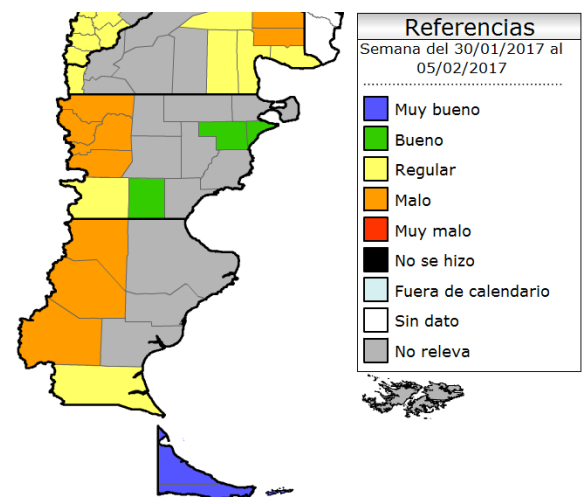 Referencias
Semana del 30/01/2017 al
05/02/2017
Muy bueno
Bueno
Regular
Malo
Muy malo
No se hizo
Fuera de calendario
Sin dato
No releva